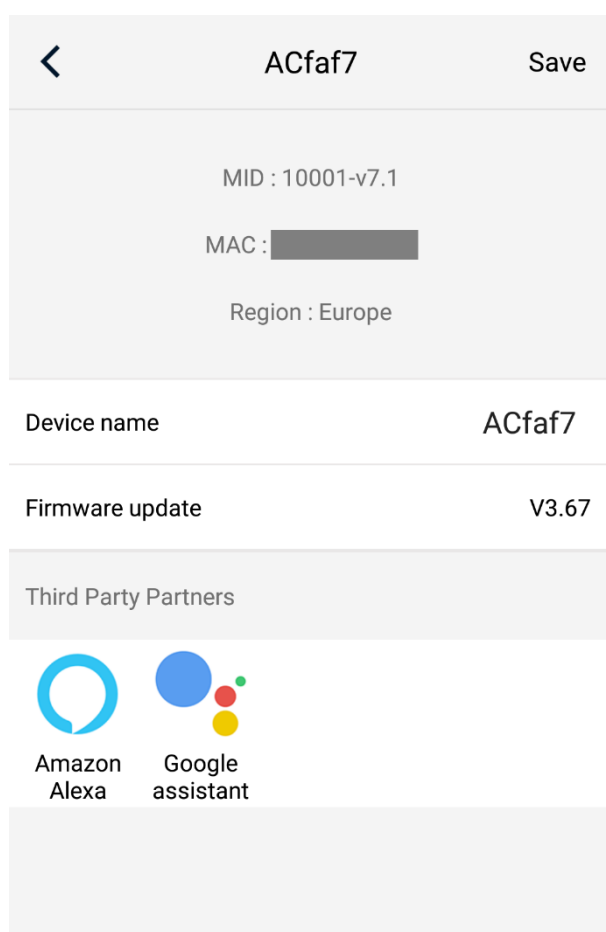 ACfaf7 Save
MID : 10001-v7.1
MAC :
Region : Europe
Device name ACfaf7
Firmware update V3.67
Third Party Partners
Amazon Alexa
Google assistant